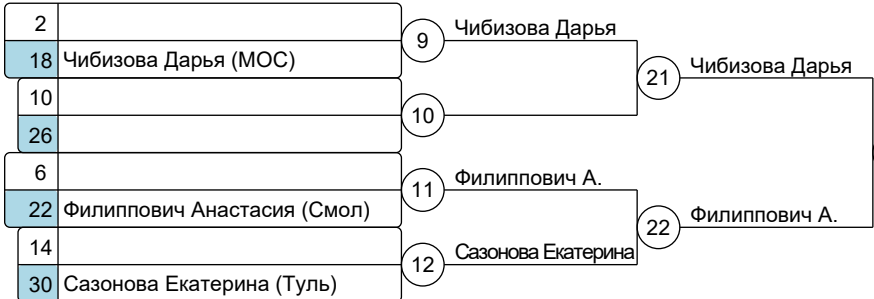 2
9
Чибизова Дарья
18 Чибизова Дарья (МОС)
21
Чибизова Дарья
10
10
26
6
11
Филиппович А.
22 Филиппович Анастасия (Смол)
22
Филиппович А.
14
12
Сазонова Екатерина
30 Сазонова Екатерина (Туль)